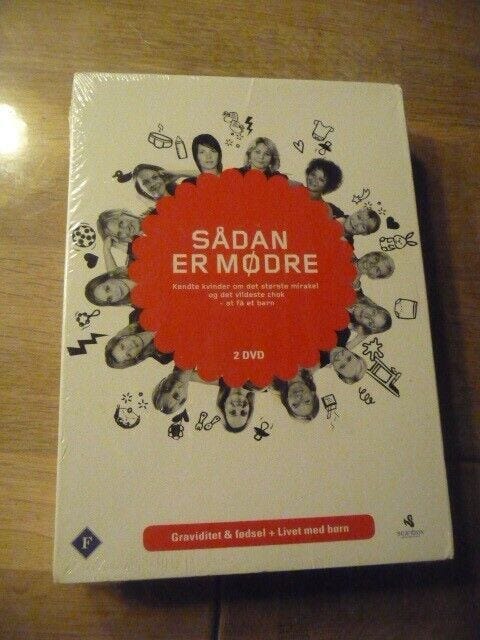 SÅDAN
ER MØDRE
Kendte kvinder om det største mirakel
og det vildeste chok
- at få et barn
2 DVD
Graviditet & fødsel + Livet med børn
F